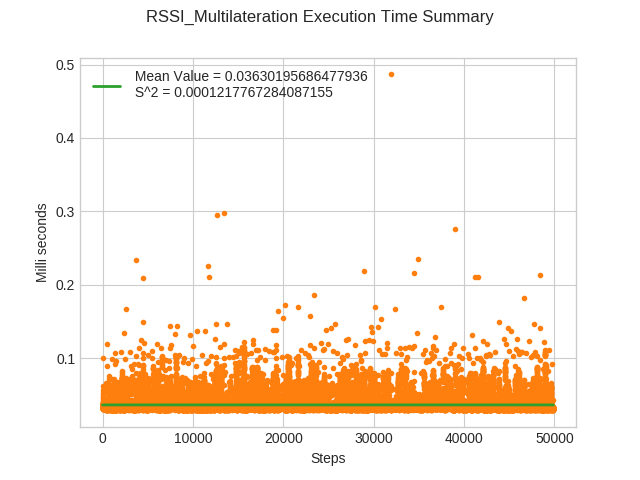 RSSI_Multilateration Execution Time Summary
0.5
Mean Value = 0.03630195686477936
S^2 = 0.0001217767284087155
0.4
0.3
0.2
0.1
Milli seconds
0
10000
20000
30000
40000
50000
Steps